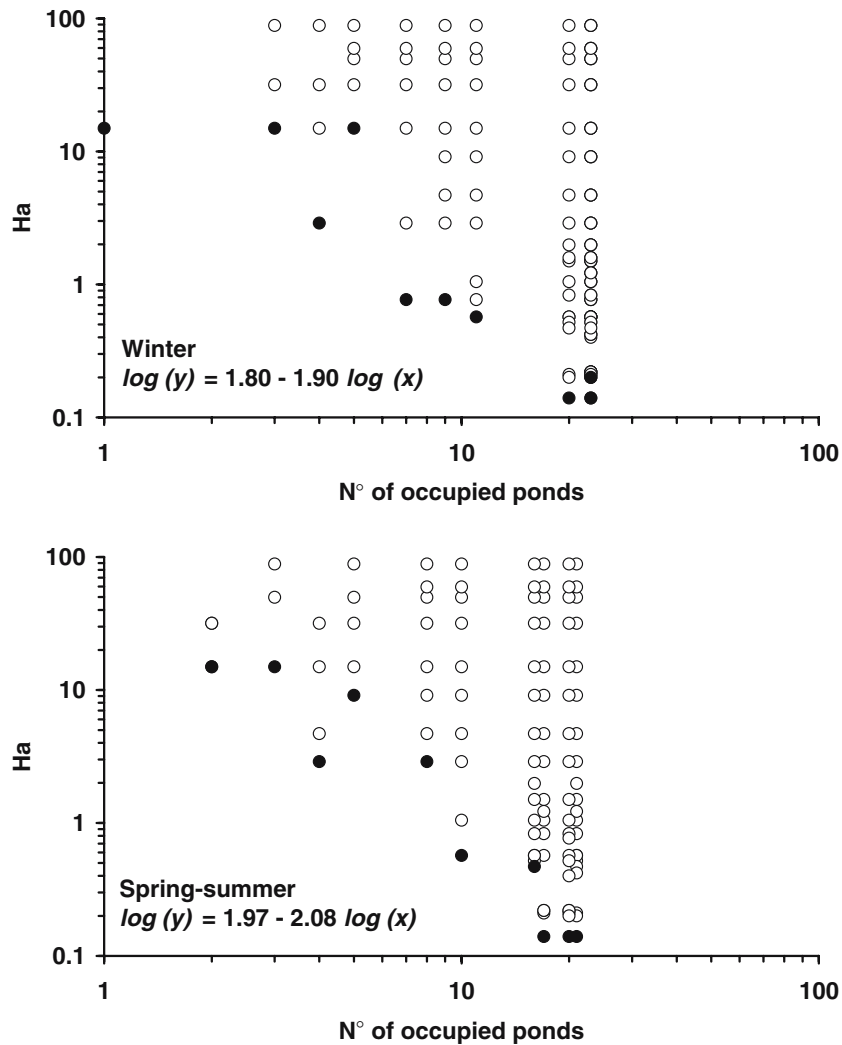 100
10
1
0.1
Ha
Winter
log (y) = 1.80 - 1.90 log (x)
1 10 100
N° of occupied ponds
100
10
1
0.1
Ha
Spring-summer
log (y) = 1.97 - 2.08 log (x)
1 10 100
N° of occupied ponds